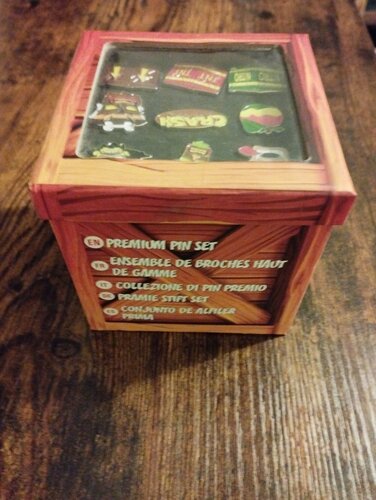 CRASH
EN PREMIUM PIN SET
FR ENSEMBLE DE BROCHES HAUT
DE GAMME
IT COLLEZIONE DI PIN PREMIO
PRÄMIE STIFT SET
ES CONJUNTO DE ALFILER
PRIMA